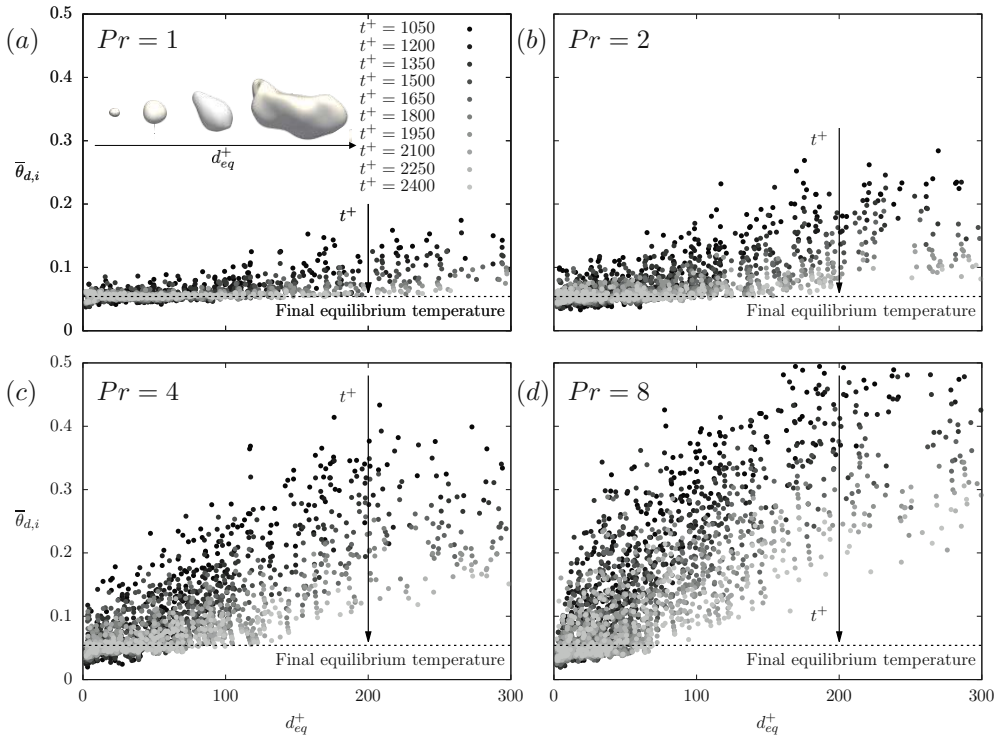 (a)
Pr = 1
0.5
0.4
0.3
0.2
0.1
0
θ̅_{d,i}
d_{eq}^+
t^+ = 1050
t^+ = 1200
t^+ = 1350
t^+ = 1500
t^+ = 1650
t^+ = 1800
t^+ = 1950
t^+ = 2100
t^+ = 2250
t^+ = 2400
t^+
Final equilibrium temperature
(b)
Pr = 2
t^+
Final equilibrium temperature
(c)
Pr = 4
0.5
0.4
0.3
0.2
0.1
0
θ̅_{d,i}
t^+
Final equilibrium temperature
0 100 200 300
d_{eq}^+
(d)
Pr = 8
t^+
Final equilibrium temperature
0 100 200 300
d_{eq}^+